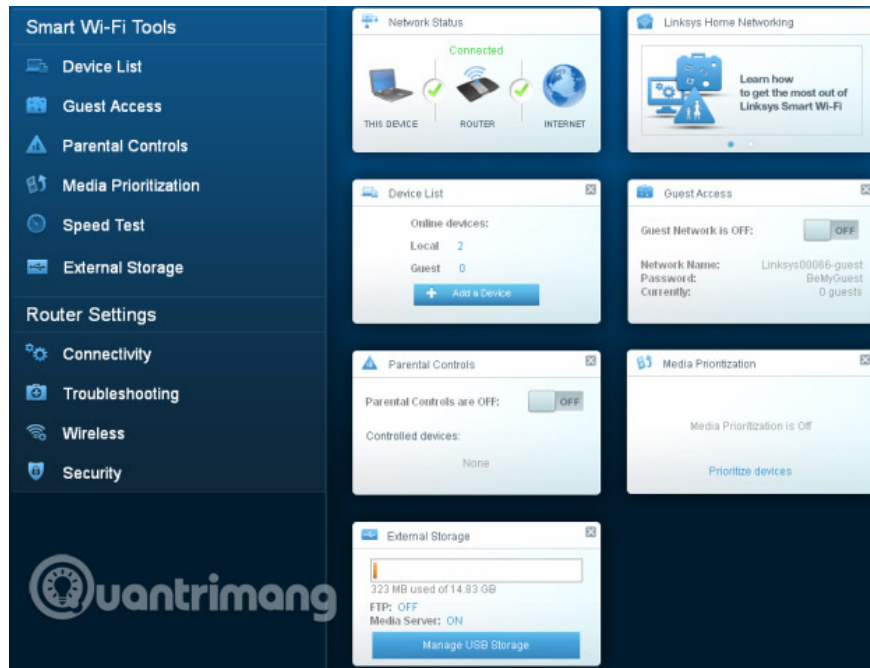 Smart Wi-Fi Tools
Device List
Guest Access
Parental Controls
Media Prioritization
Speed Test
External Storage
Router Settings
Connectivity
Troubleshooting
Wireless
Security
Network Status
Connected
THIS DEVICE ROUTER INTERNET
Linksys Home Networking
Learn how
to get the most out of
Linksys Smart Wi-Fi
Device List
Online devices:
Local 2
Guest 0
Add a Device
Guest Access
Guest Network is OFF: OFF
Network Name: Linksys00066-guest
Password: BeMyGuest
Currently: 0 guests
Parental Controls
Parental Controls are OFF: OFF
Controlled devices:
None
Media Prioritization
Media Prioritization is Off
Prioritize devices
External Storage
323 MB used of 14.83 GB
FTP: OFF
Media Server: ON
Manage USB Storage
Quantrimang